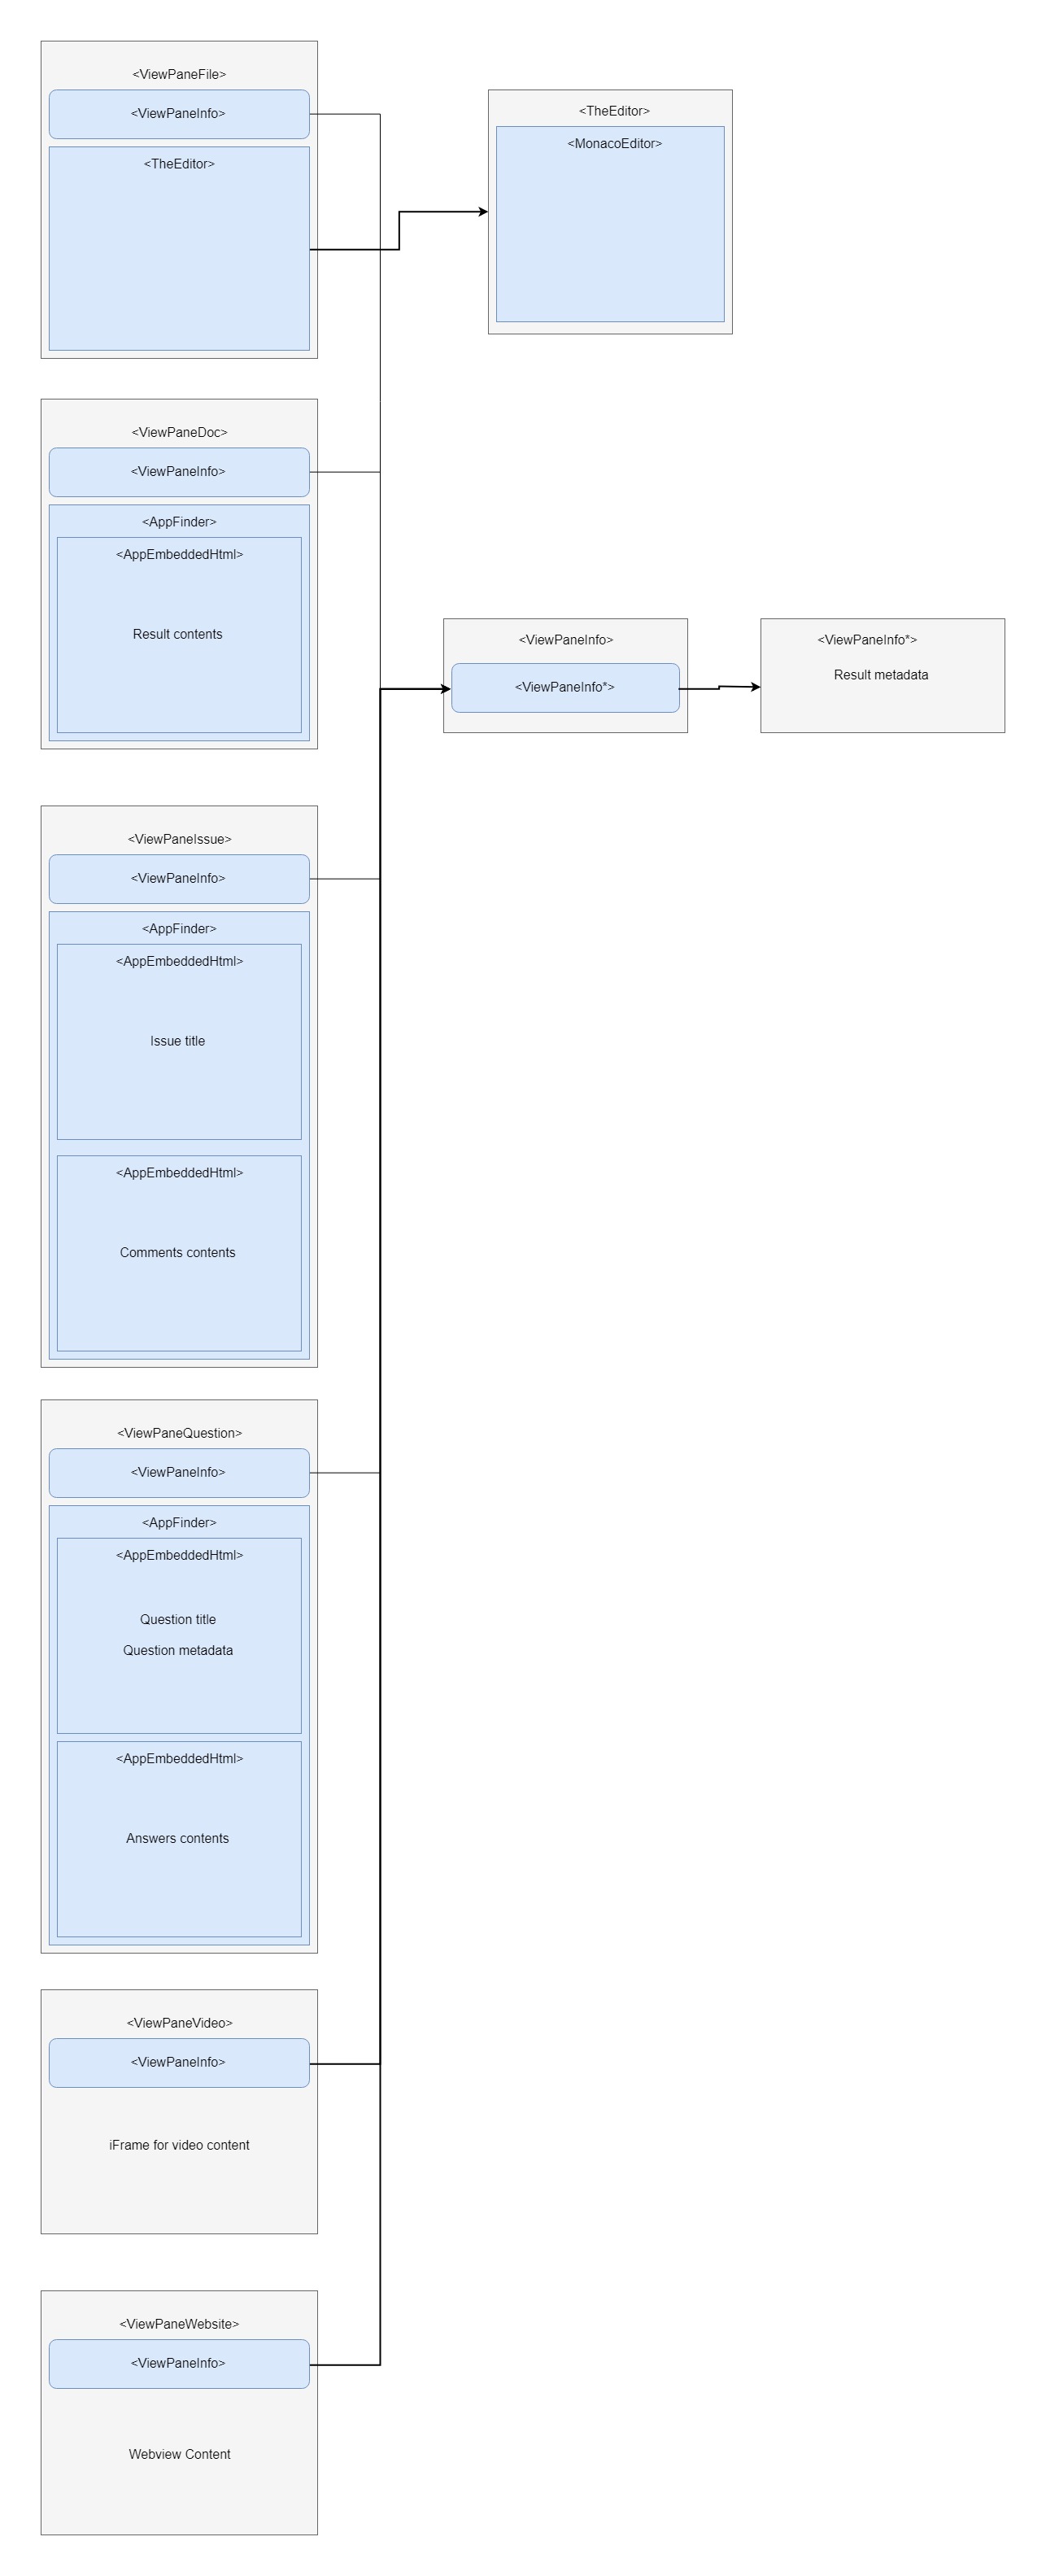 <ViewPaneFile>
<ViewPaneInfo>
<TheEditor>
<TheEditor>
<MonacoEditor>
<ViewPaneDoc>
<ViewPaneInfo>
<AppFinder>
<AppEmbeddedHtml>
Result contents
<ViewPaneInfo>
<ViewPaneInfo*>
<ViewPaneInfo*>
Result metadata
<ViewPaneIssue>
<ViewPaneInfo>
<AppFinder>
<AppEmbeddedHtml>
Issue title
<AppEmbeddedHtml>
Comments contents
<ViewPaneQuestion>
<ViewPaneInfo>
<AppFinder>
<AppEmbeddedHtml>
Question title
Question metadata
<AppEmbeddedHtml>
Answers contents
<ViewPaneVideo>
<ViewPaneInfo>
iFrame for video content
<ViewPaneWebsite>
<ViewPaneInfo>
Webview Content